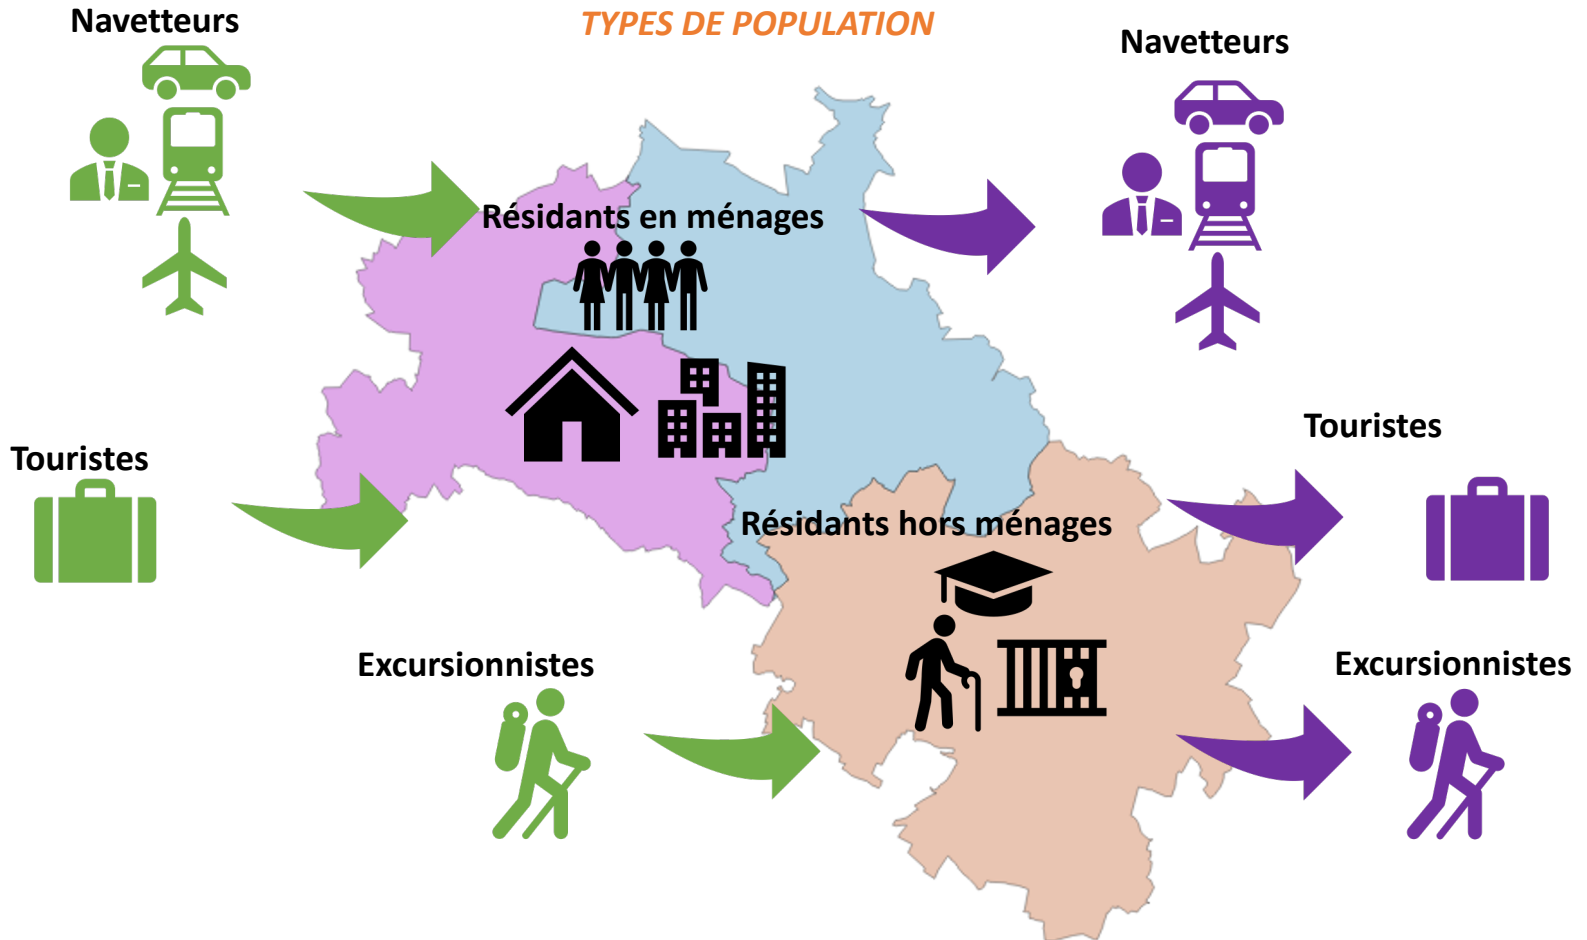 TYPES DE POPULATION
Navetteurs
Navetteurs
Résidants en ménages
Touristes
Touristes
Résidants hors ménages
Excursionnistes
Excursionnistes